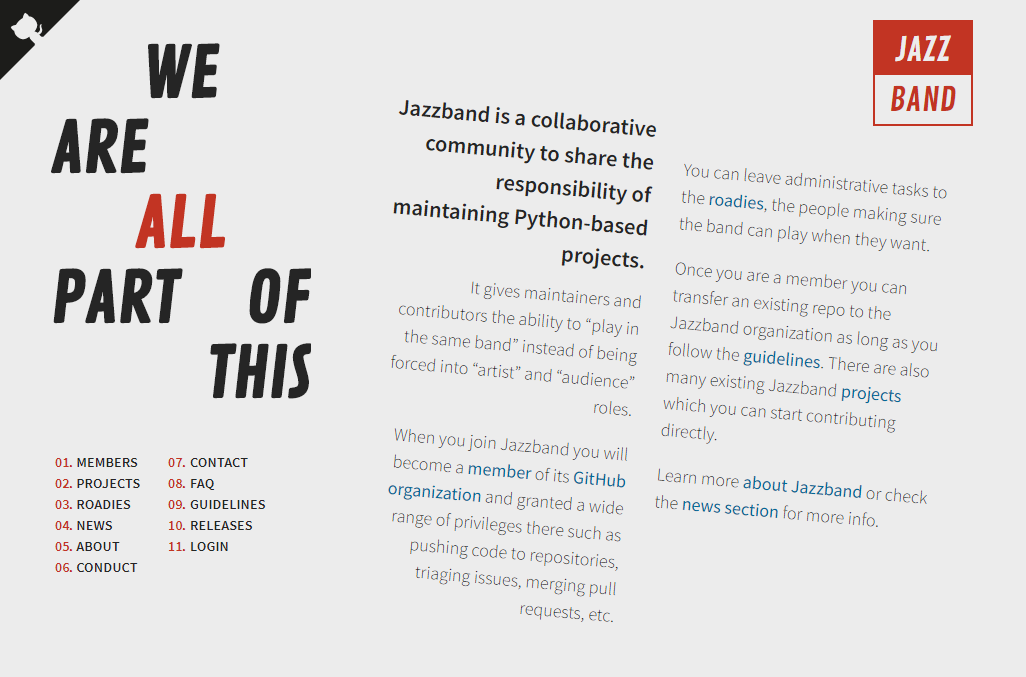 WE
ARE
ALL
PART OF
THIS
01. MEMBERS
02. PROJECTS
03. ROADIES
04. NEWS
05. ABOUT
06. CONDUCT
07. CONTACT
08. FAQ
09. GUIDELINES
10. RELEASES
11. LOGIN
Jazzband is a collaborative
community to share the
responsibility of
maintaining Python-based
projects.
It gives maintainers and
contributors the ability to “play in
the same band” instead of being
forced into “artist” and “audience”
roles.
When you join Jazzband you will
become a member of its GitHub
organization and granted a wide
range of privileges there such as
pushing code to repositories,
triaging issues, merging pull
requests, etc.
You can leave administrative tasks to
the roadies, the people making sure
the band can play when they want.
Once you are a member you can
transfer an existing repo to the
Jazzband organization as long as you
follow the guidelines. There are also
many existing Jazzband projects
which you can start contributing
directly.
Learn more about Jazzband or check
the news section for more info.
JAZZ
BAND